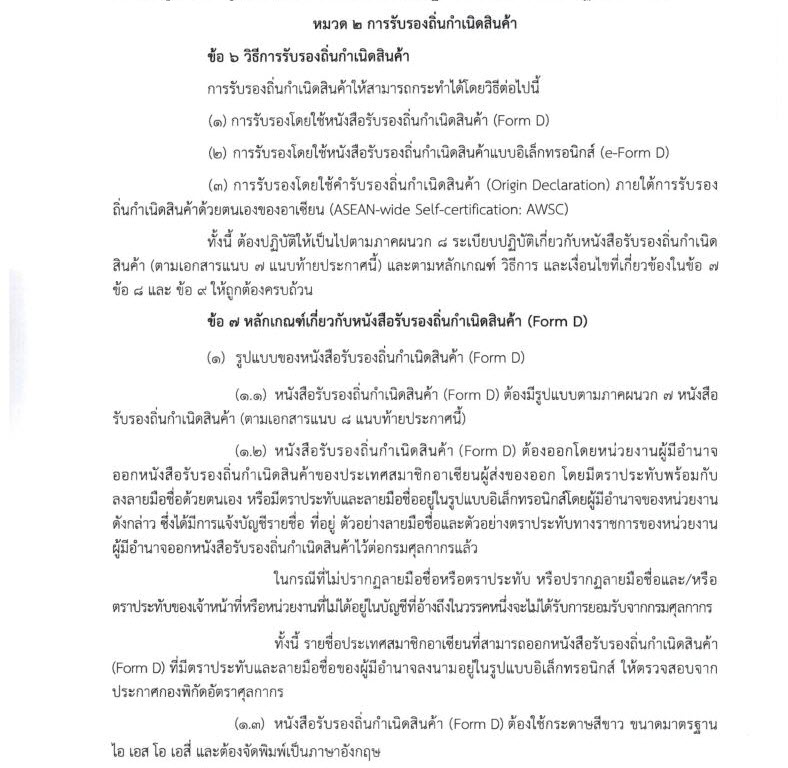 หมวด ๒ การรับรองถิ่นกำเนิดสินค้า
ข้อ ๖ วิธีการรับรองถิ่นกำเนิดสินค้า
การรับรองถิ่นกำเนิดสินค้าให้สามารถกระทำได้โดยวิธีต่อไปนี้
(๑) การรับรองโดยใช้หนังสือรับรองถิ่นกำเนิดสินค้า (Form D)
(๒) การรับรองโดยใช้หนังสือรับรองถิ่นกำเนิดสินค้าแบบอิเล็กทรอนิกส์ (e-Form D)
(๓) การรับรองโดยใช้คำรับรองถิ่นกำเนิดสินค้า (Origin Declaration) ภายใต้การรับรอง
ถิ่นกำเนิดสินค้าด้วยตนเองของอาเซียน (ASEAN-wide Self-certification: AWSC)
ทั้งนี้ ต้องปฏิบัติให้เป็นไปตามภาคผนวก ๘ ระเบียบปฏิบัติเกี่ยวกับหนังสือรับรองถิ่นกำเนิด
สินค้า (ตามเอกสารแนบ ๗ แนบท้ายประกาศนี้) และตามหลักเกณฑ์ วิธีการ และเงื่อนไขที่เกี่ยวข้องในข้อ ๗
ข้อ ๘ และ ข้อ ๙ ให้ถูกต้องครบถ้วน
ข้อ ๗ หลักเกณฑ์เกี่ยวกับหนังสือรับรองถิ่นกำเนิดสินค้า (Form D)
(๑) รูปแบบของหนังสือรับรองถิ่นกำเนิดสินค้า (Form D)
(๑.๑) หนังสือรับรองถิ่นกำเนิดสินค้า (Form D) ต้องมีรูปแบบตามภาคผนวก ๗ หนังสือ
รับรองถิ่นกำเนิดสินค้า (ตามเอกสารแนบ ๘ แนบท้ายประกาศนี้)
(๑.๒) หนังสือรับรองถิ่นกำเนิดสินค้า (Form D) ต้องออกโดยหน่วยงานผู้มีอำนาจ
ออกหนังสือรับรองถิ่นกำเนิดสินค้าของประเทศสมาชิกอาเซียนผู้ส่งของออก โดยมีตราประทับพร้อมกับ
ลงลายมือชื่อด้วยตนเอง หรือมีตราประทับและลายมือชื่ออยู่ในรูปแบบอิเล็กทรอนิกส์โดยผู้มีอำนาจของหน่วยงาน
ดังกล่าว ซึ่งได้มีการแจ้งบัญชีรายชื่อ ที่อยู่ ตัวอย่างลายมือชื่อและตัวอย่างตราประทับทางราชการของหน่วยงาน
ผู้มีอำนาจออกหนังสือรับรองถิ่นกำเนิดสินค้าไว้ต่อกรมศุลกากรแล้ว
ในกรณีที่ไม่ปรากฏลายมือชื่อหรือตราประทับ หรือปรากฏลายมือชื่อและ/หรือ
ตราประทับของเจ้าหน้าที่หรือหน่วยงานที่ไม่ได้อยู่ในบัญชีที่อ้างถึงในวรรคหนึ่งจะไม่ได้รับการยอมรับจากกรมศุลกากร
ทั้งนี้ รายชื่อประเทศสมาชิกอาเซียนที่สามารถออกหนังสือรับรองถิ่นกำเนิดสินค้า
(Form D) ที่มีตราประทับและลายมือชื่อของผู้มีอำนาจลงนามอยู่ในรูปแบบอิเล็กทรอนิกส์ ให้ตรวจสอบจาก
ประกาศกองพิกัดอัตราศุลกากร
(๑.๓) หนังสือรับรองถิ่นกำเนิดสินค้า (Form D) ต้องใช้กระดาษสีขาว ขนาดมาตรฐาน
ไอ เอส โอ เอสี่ และต้องจัดพิมพ์เป็นภาษาอังกฤษ